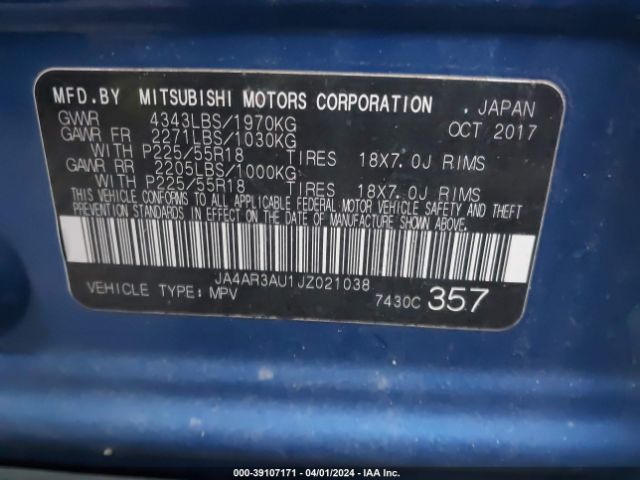 MFD.BY MITSUBISHI MOTORS CORPORATION . JAPAN
GVWR 4343LBS/1970KG OCT 2017
GAWR FR 2271LBS/1030KG
WITH P225/55R18 TIRES 18X7.0J RIMS
GAWR RR 2205LBS/1000KG
WITH P225/55R18 TIRES 18X7.0J RIMS
THIS VEHICLE CONFORMS TO ALL APPLICABLE FEDERAL MOTOR VEHICLE SAFETY AND THEFT
PREVENTION STANDARDS IN EFFECT ON THE DATE OF MANUFACTURE SHOWN ABOVE.
JA4AR3AU1JZ021038
VEHICLE TYPE:MPV 7430C 357
000-39107171 | 04/01/2024 | IAA Inc.